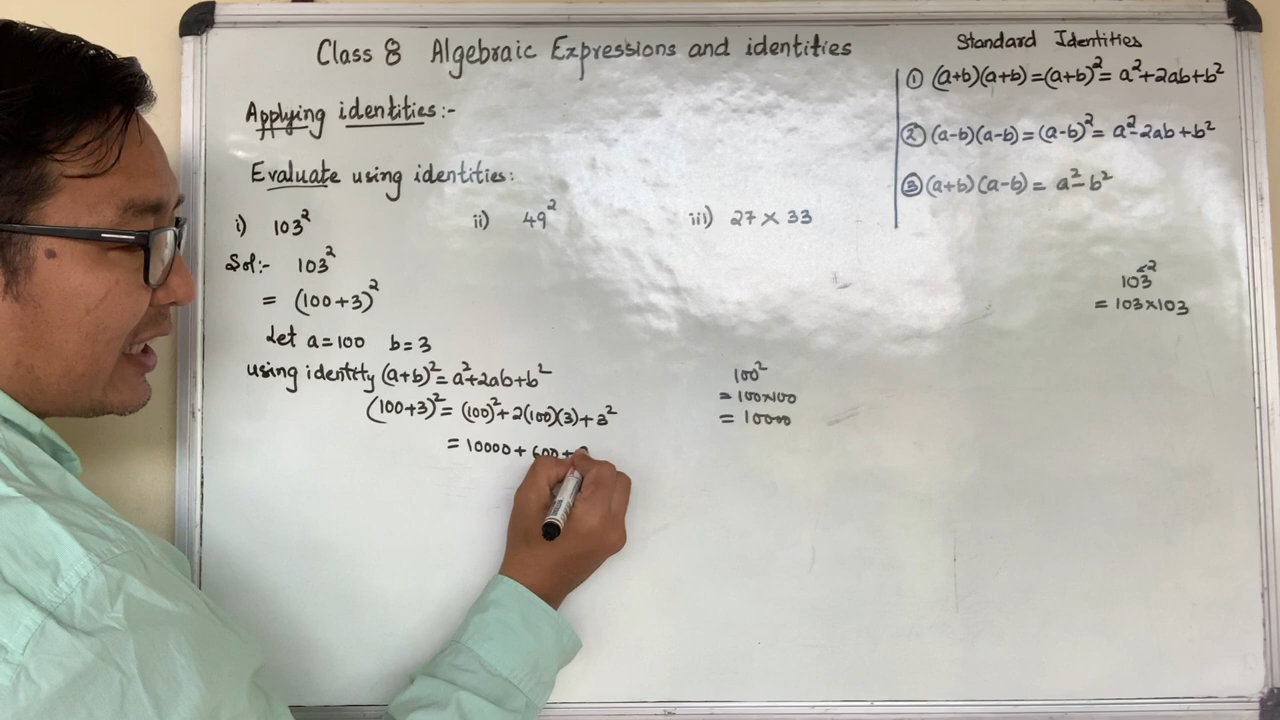 Class 8 Algebraic Expressions and identities
Applying identities:-
Evaluate using identities:
i) 103²
ii) 49²
iii) 27 × 33
Sol:- 103²
= (100+3)²
Let a=100 b=3
using identity (a+b)² = a²+2ab+b²
(100+3)² = (100)²+2(100)(3)+3²
= 10000 + 600 +
100²
= 100×100
= 10000
Standard Identities
① (a+b)(a+b) = (a+b)² = a²+2ab+b²
② (a-b)(a-b) = (a-b)² = a²-2ab+b²
③ (a+b)(a-b) = a²-b²
103²
= 103×103